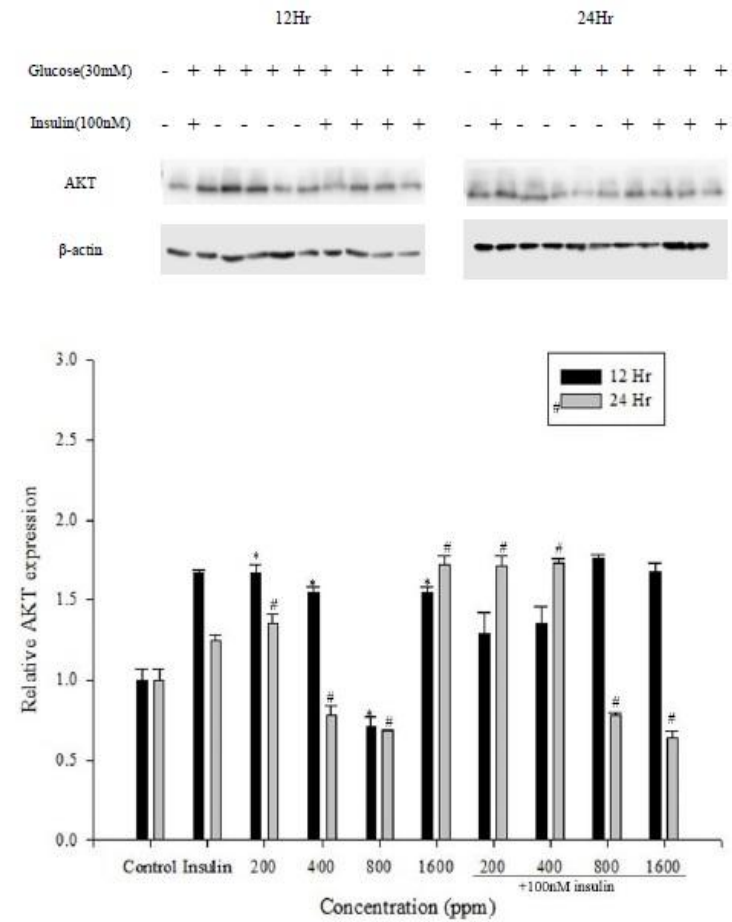 12Hr 24Hr
Glucose(30mM) - + + + + + + + + + - + + + + + + + + +
Insulin(100nM) - + - - - - + + + + - + - - - - + + + +
AKT
β-actin
3.0
2.5
2.0
1.5
1.0
0.5
0.0
Relative AKT expression
12 Hr
# 24 Hr
* # * # * # * # # # # #
Control Insulin 200 400 800 1600 200 400 800 1600
+100nM insulin
Concentration (ppm)